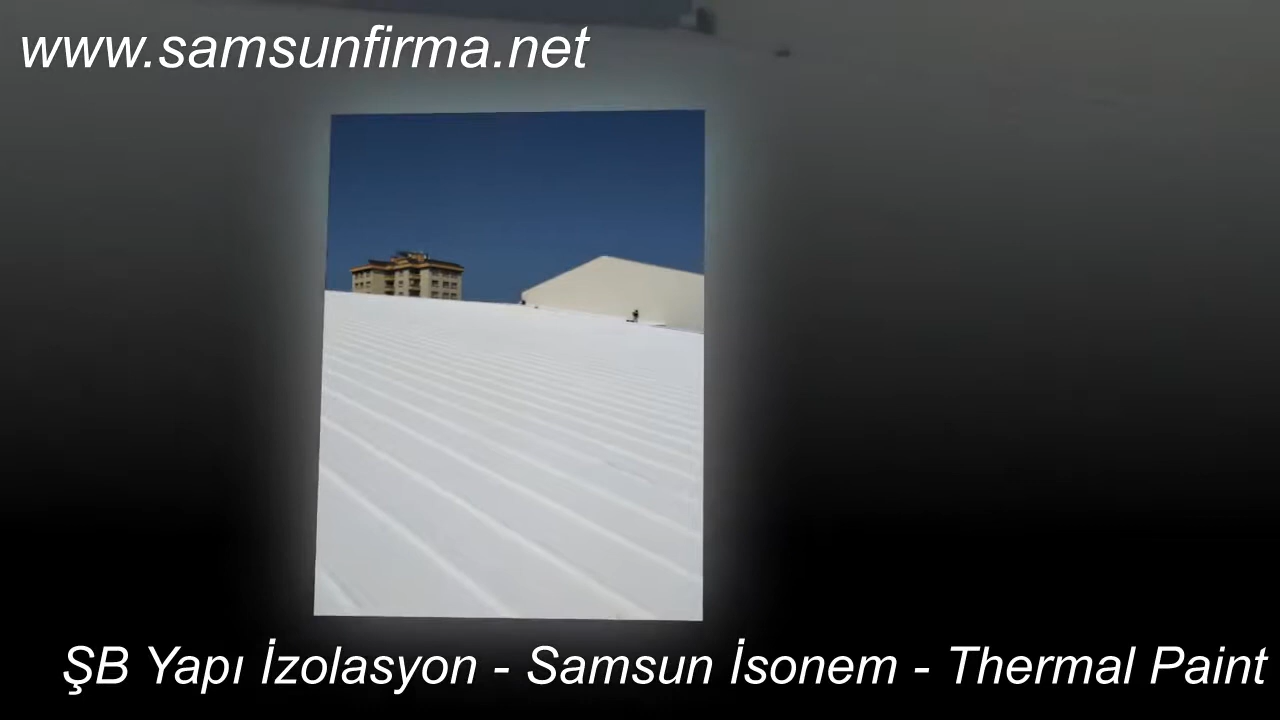 www.samsunfirma.net
ŞB Yapı İzolasyon - Samsun İsonem - Thermal Paint